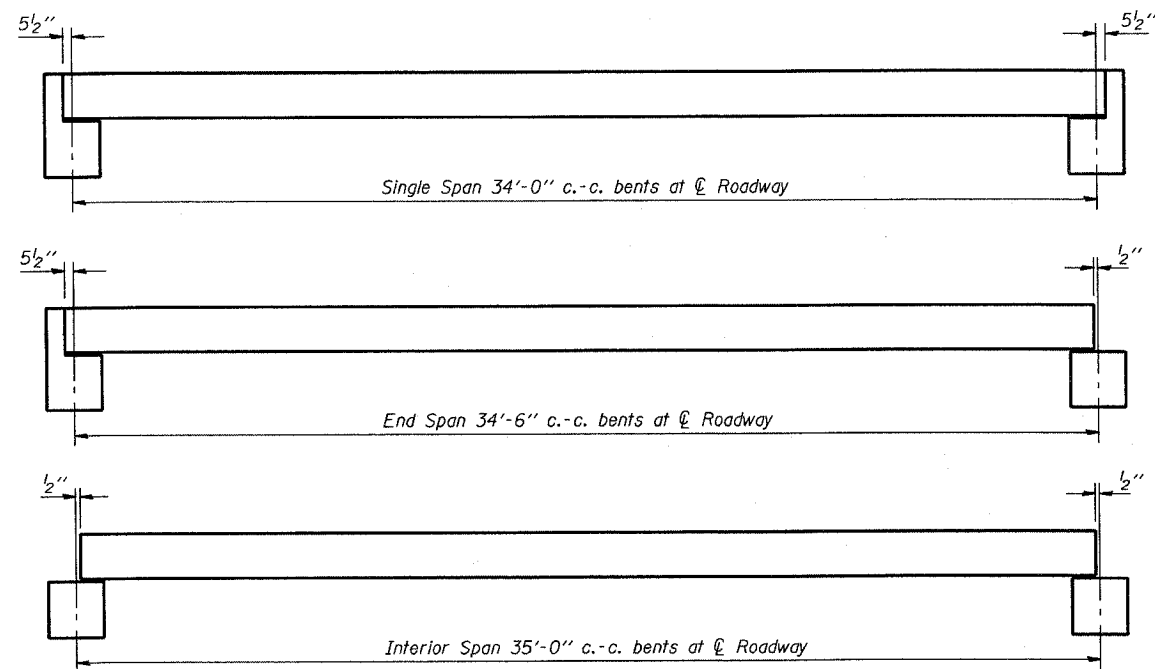 5½" 5½"
Single Span 34'-0" c.-c. bents at ℄ Roadway
5½" ½"
End Span 34'-6" c.-c. bents at ℄ Roadway
½" ½"
Interior Span 35'-0" c.-c. bents at ℄ Roadway